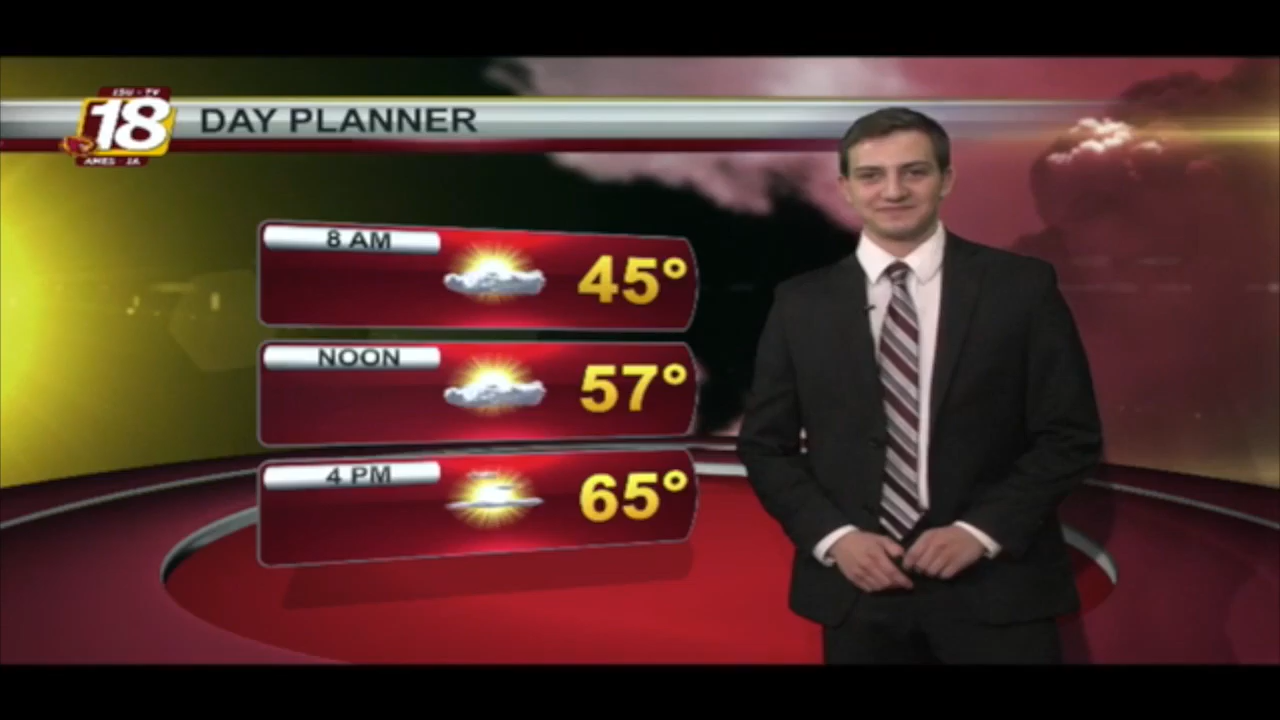 ISU - TV
18
AMES - IA
DAY PLANNER
8 AM
45°
NOON
57°
4 PM
65°